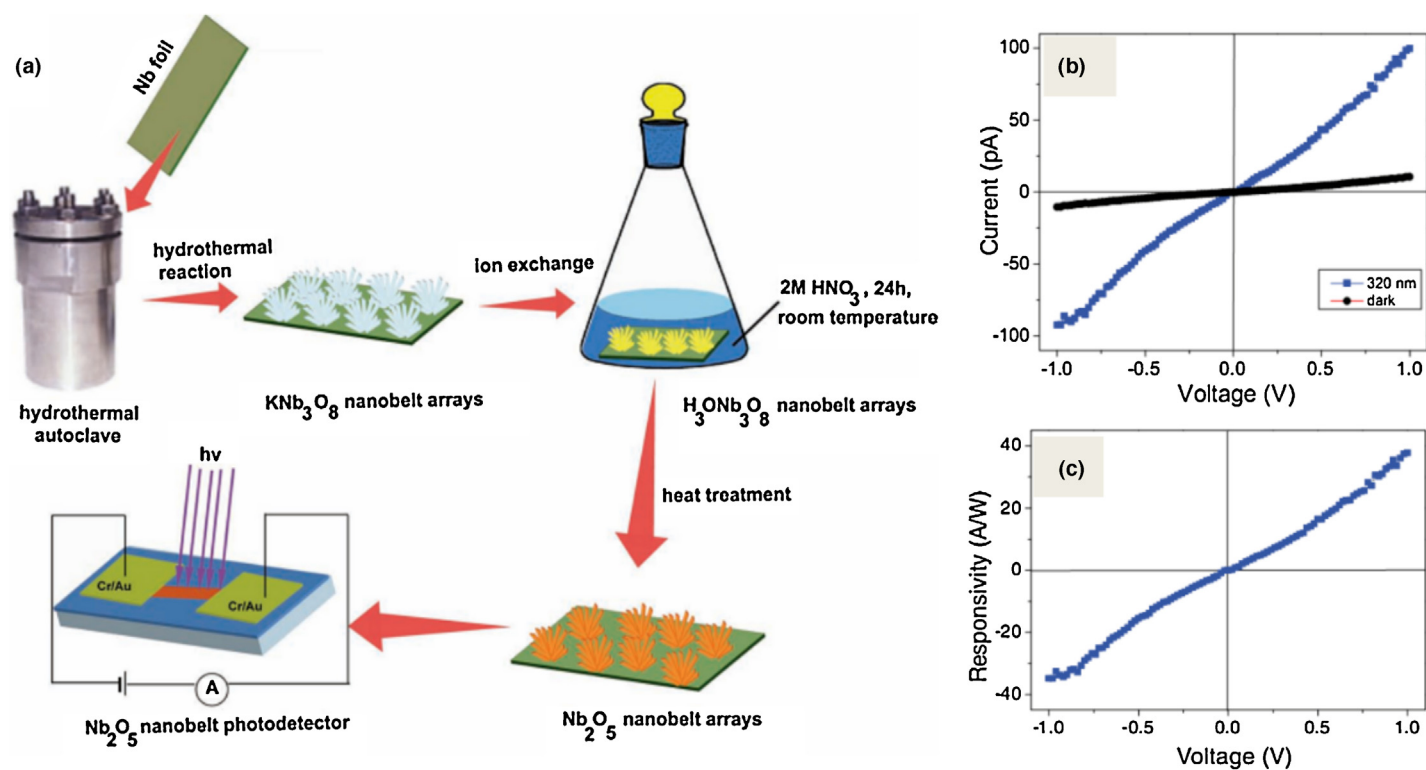 (a)
Nb foil
hydrothermal
reaction
ion exchange
2M HNO3, 24h,
room temperature
hydrothermal
autoclave
KNb3O8 nanobelt arrays
H3ONb3O8 nanobelt arrays
hv
heat treatment
Cr/Au
Cr/Au
A
Nb2O5 nanobelt photodetector
Nb2O5 nanobelt arrays
(b)
100
50
0
-50
-100
Current (pA)
320 nm
dark
-1.0 -0.5 0.0 0.5 1.0
Voltage (V)
(c)
40
20
0
-20
-40
Responsivity (A/W)
-1.0 -0.5 0.0 0.5 1.0
Voltage (V)